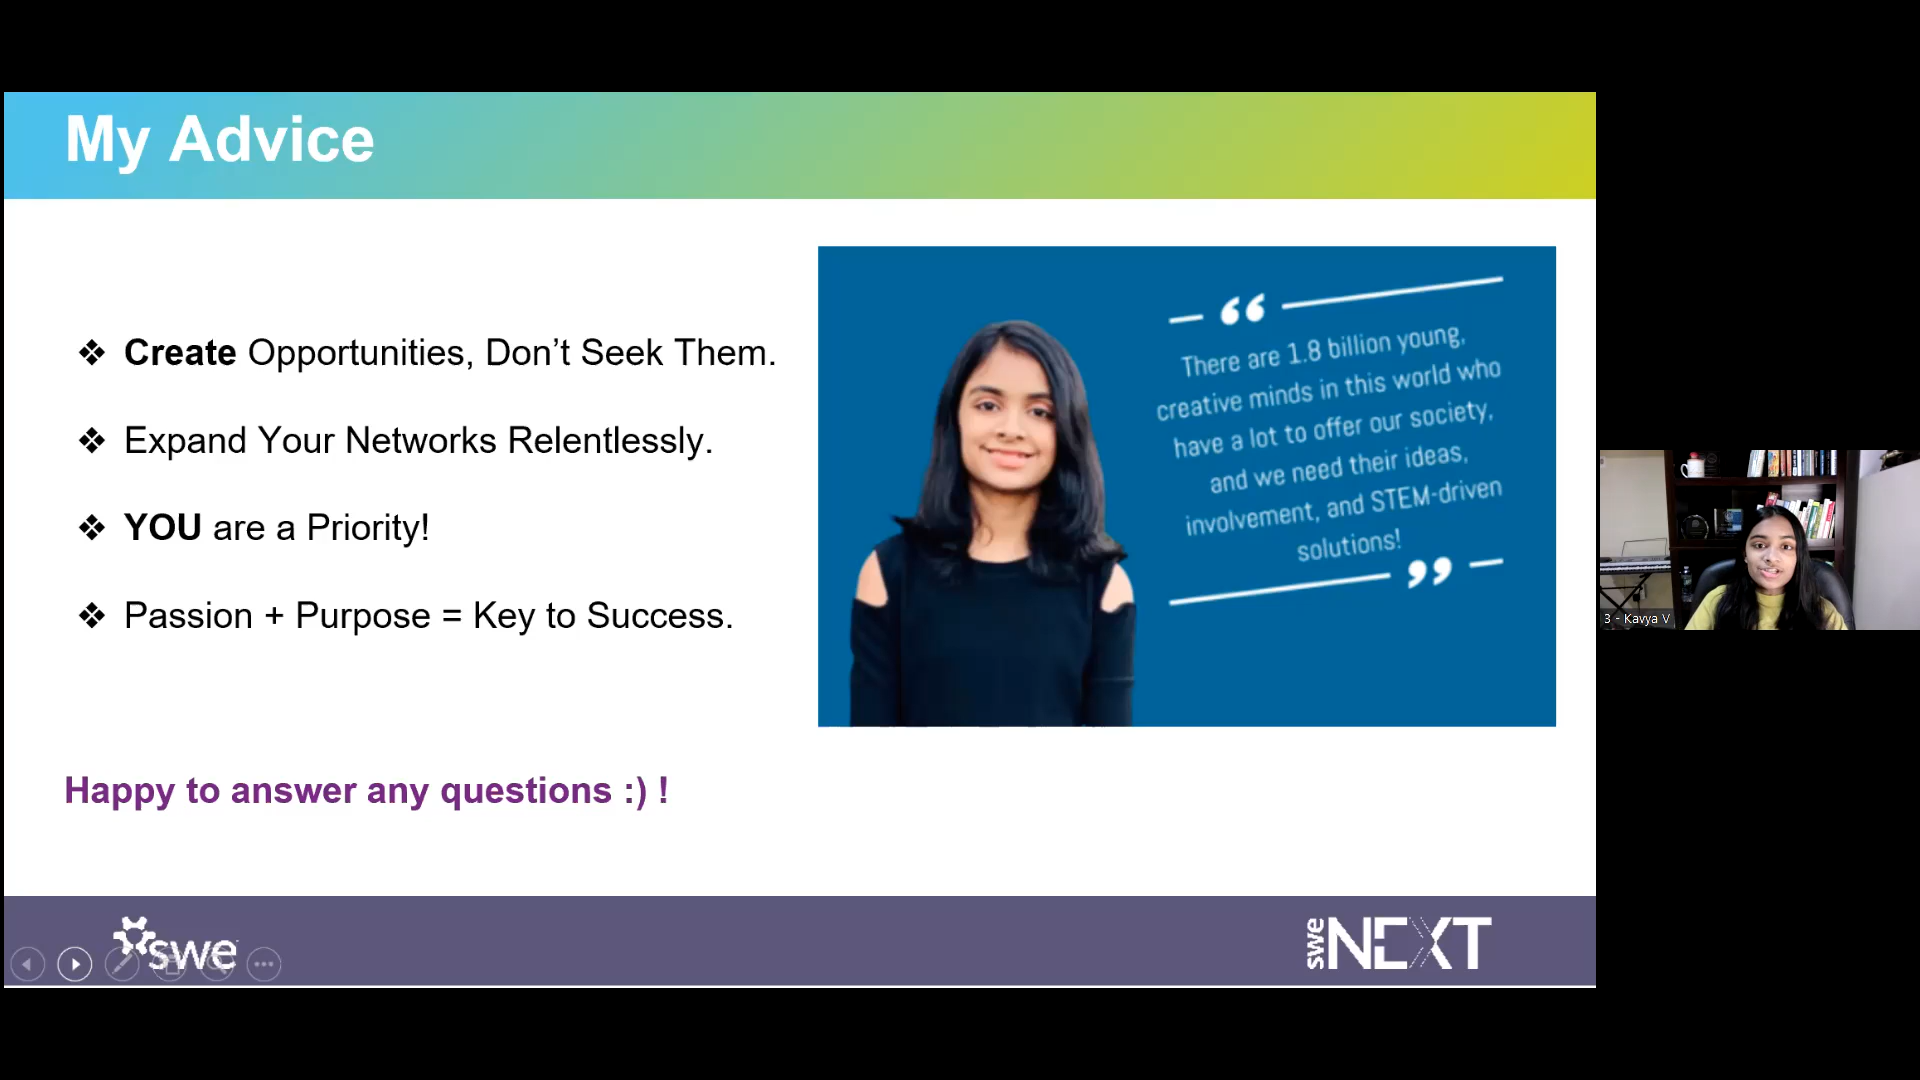 My Advice
❖ Create Opportunities, Don’t Seek Them.
❖ Expand Your Networks Relentlessly.
❖ YOU are a Priority!
❖ Passion + Purpose = Key to Success.
Happy to answer any questions :) !
“
There are 1.8 billion young,
creative minds in this world who
have a lot to offer our society,
and we need their ideas,
involvement, and STEM-driven
solutions!
”
3 - Kavya V
swe
swe NEXT